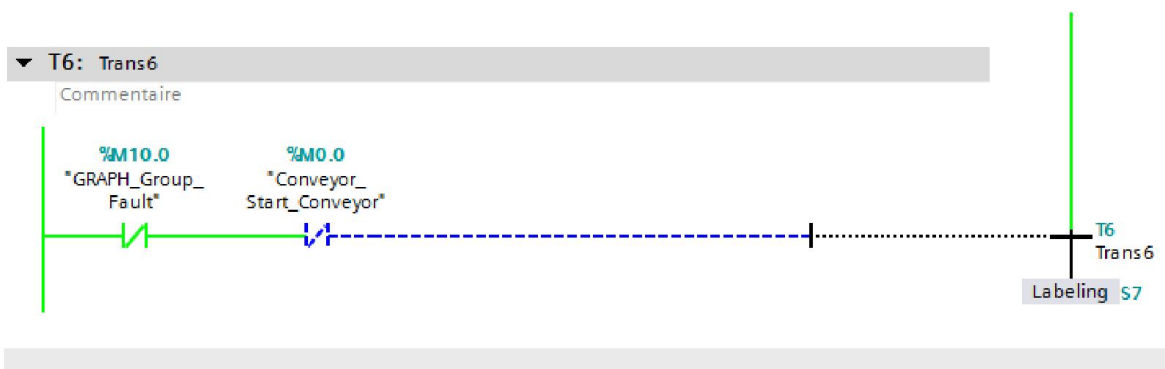 T6: Trans6
Commentaire
%M10.0
"GRAPH_Group_
Fault"
%M0.0
"Conveyor_
Start_Conveyor"
T6
Trans6
Labeling S7